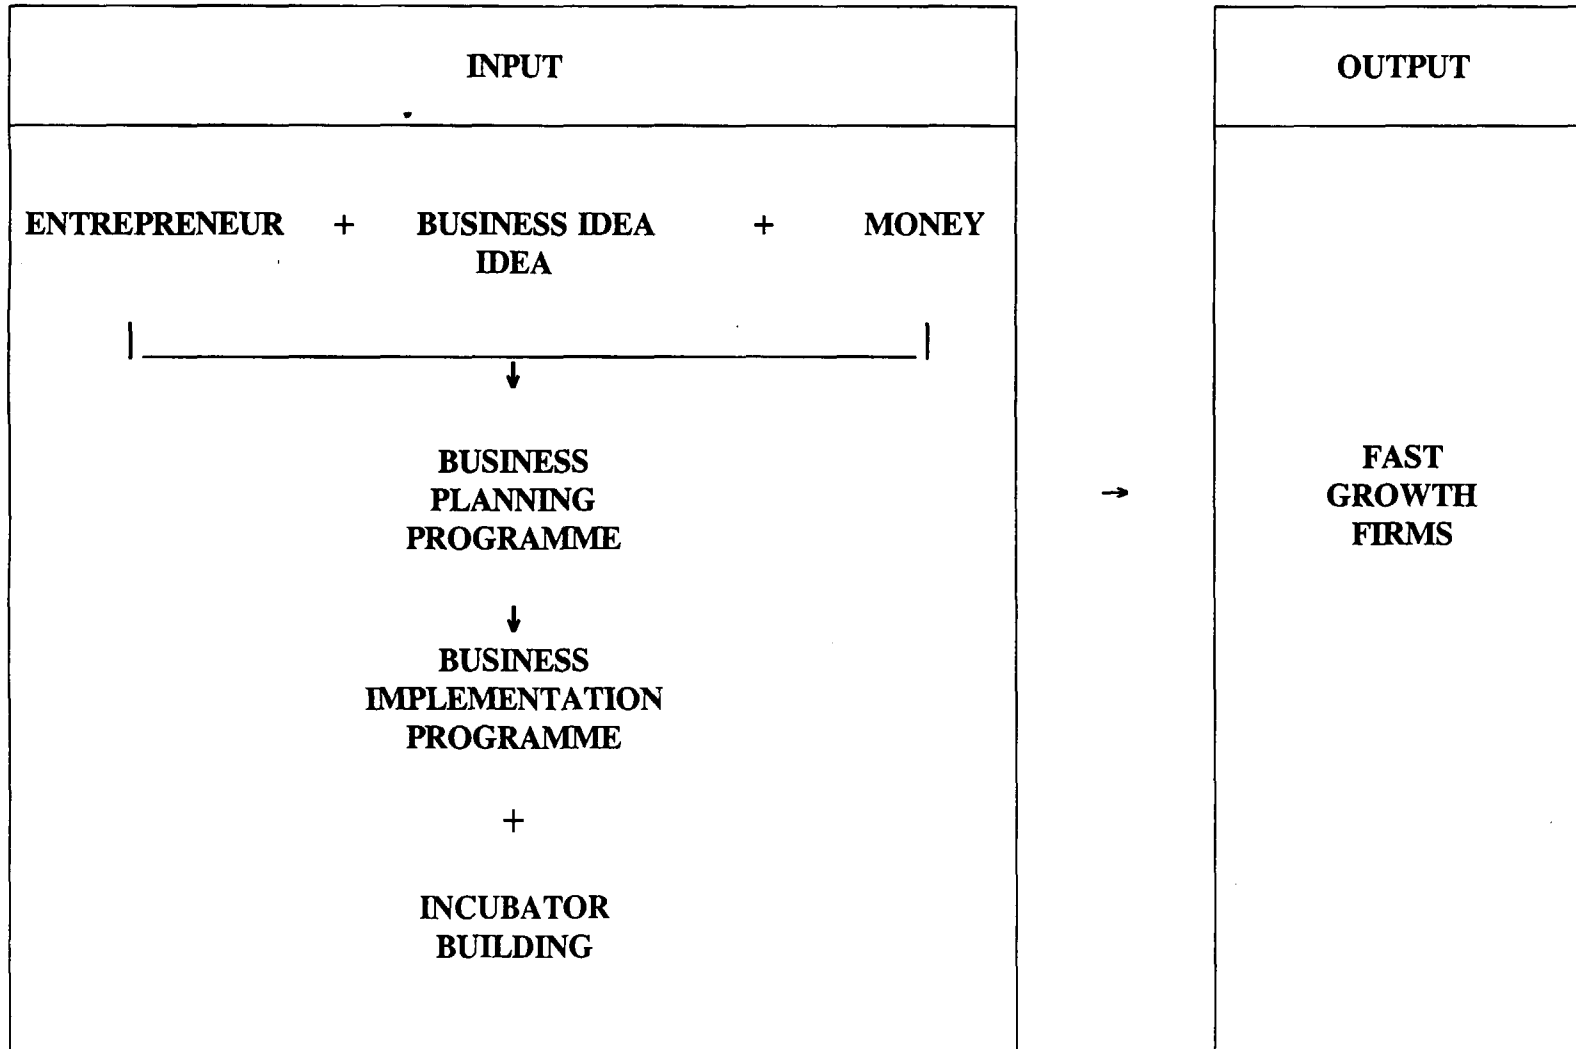 INPUT
ENTREPRENEUR + BUSINESS IDEA + MONEY
IDEA
↓
BUSINESS
PLANNING
PROGRAMME
↓
BUSINESS
IMPLEMENTATION
PROGRAMME
+
INCUBATOR
BUILDING
→
OUTPUT
FAST
GROWTH
FIRMS